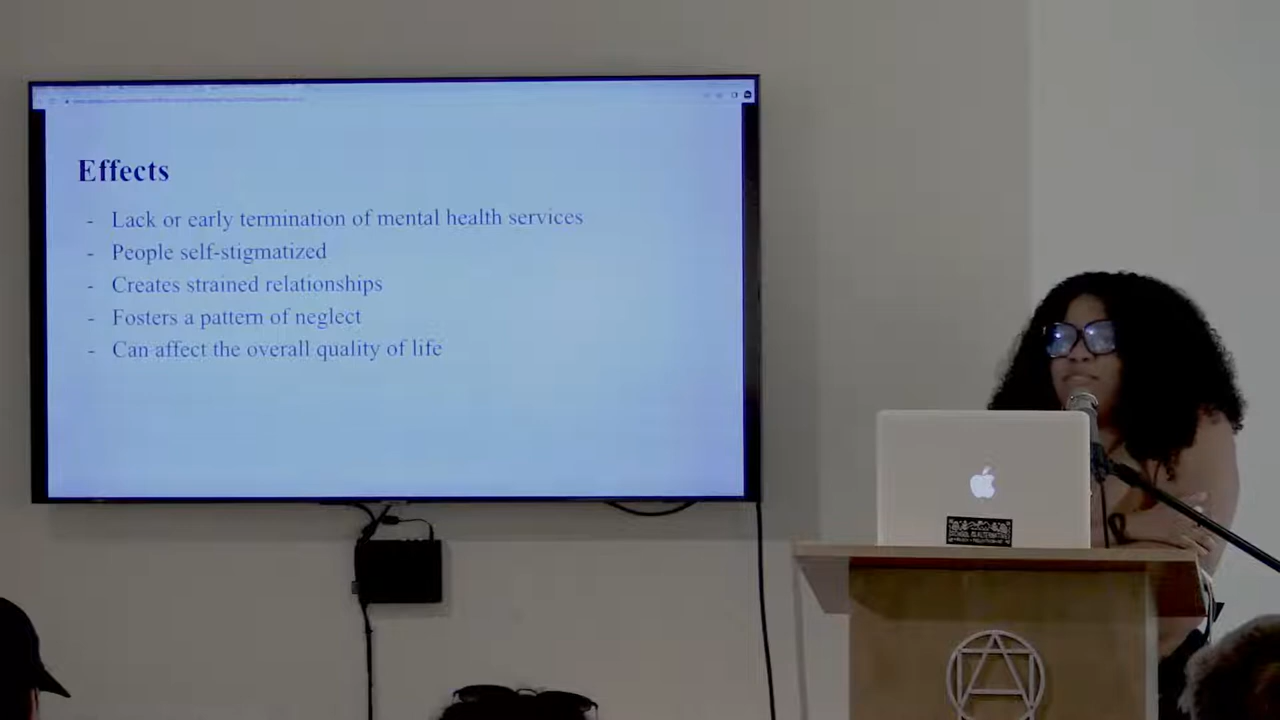 Effects
- Lack or early termination of mental health services
- People self-stigmatized
- Creates strained relationships
- Fosters a pattern of neglect
- Can affect the overall quality of life